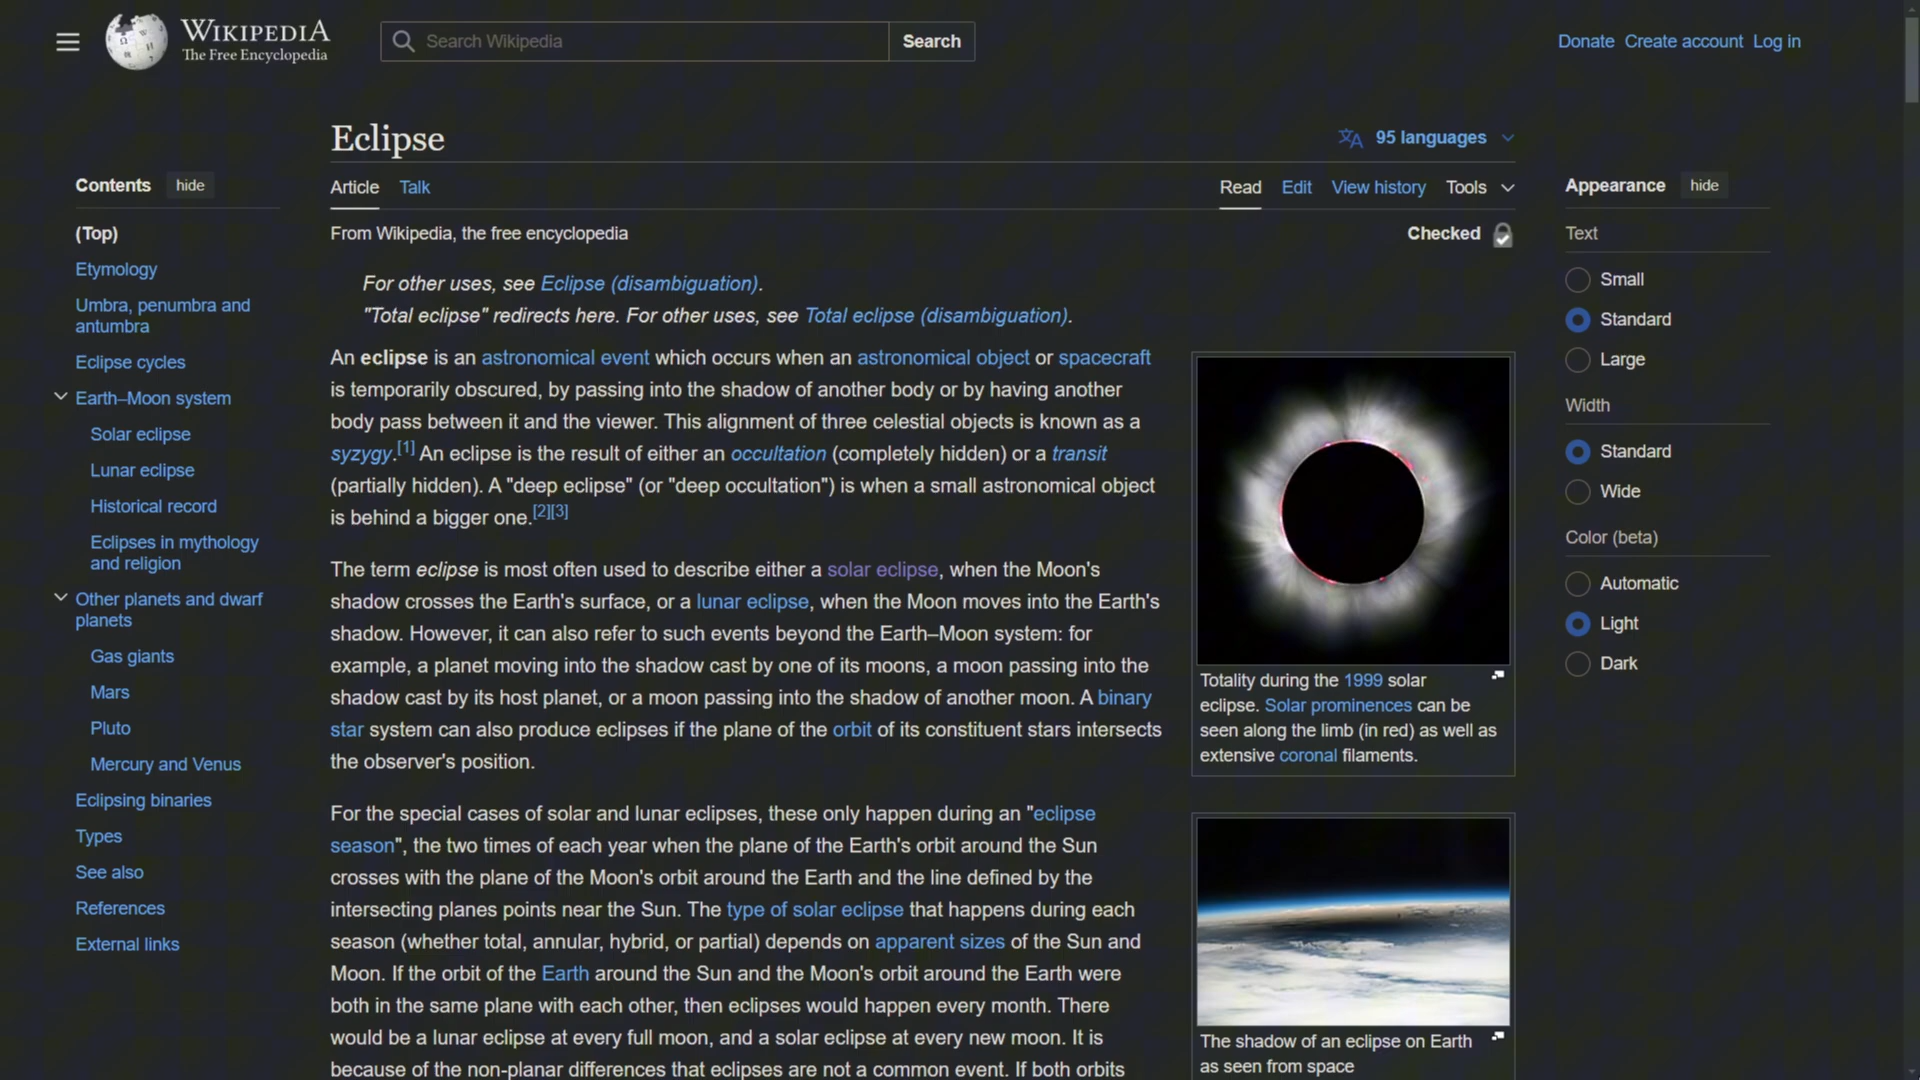 WIKIPEDIA
The Free Encyclopedia
Search Wikipedia
Search
Donate Create account Log in
Eclipse
95 languages
Contents hide
(Top)
Etymology
Umbra, penumbra and
antumbra
Eclipse cycles
Earth–Moon system
Solar eclipse
Lunar eclipse
Historical record
Eclipses in mythology
and religion
Other planets and dwarf
planets
Gas giants
Mars
Pluto
Mercury and Venus
Eclipsing binaries
Types
See also
References
External links
Article Talk
Read Edit View history Tools
From Wikipedia, the free encyclopedia
Checked
For other uses, see Eclipse (disambiguation).
"Total eclipse" redirects here. For other uses, see Total eclipse (disambiguation).
An eclipse is an astronomical event which occurs when an astronomical object or spacecraft
is temporarily obscured, by passing into the shadow of another body or by having another
body pass between it and the viewer. This alignment of three celestial objects is known as a
syzygy.[1] An eclipse is the result of either an occultation (completely hidden) or a transit
(partially hidden). A "deep eclipse" (or "deep occultation") is when a small astronomical object
is behind a bigger one.[2][3]
The term eclipse is most often used to describe either a solar eclipse, when the Moon's
shadow crosses the Earth's surface, or a lunar eclipse, when the Moon moves into the Earth's
shadow. However, it can also refer to such events beyond the Earth–Moon system: for
example, a planet moving into the shadow cast by one of its moons, a moon passing into the
shadow cast by its host planet, or a moon passing into the shadow of another moon. A binary
star system can also produce eclipses if the plane of the orbit of its constituent stars intersects
the observer's position.
For the special cases of solar and lunar eclipses, these only happen during an "eclipse
season", the two times of each year when the plane of the Earth's orbit around the Sun
crosses with the plane of the Moon's orbit around the Earth and the line defined by the
intersecting planes points near the Sun. The type of solar eclipse that happens during each
season (whether total, annular, hybrid, or partial) depends on apparent sizes of the Sun and
Moon. If the orbit of the Earth around the Sun and the Moon's orbit around the Earth were
both in the same plane with each other, then eclipses would happen every month. There
would be a lunar eclipse at every full moon, and a solar eclipse at every new moon. It is
because of the non-planar differences that eclipses are not a common event. If both orbits
Totality during the 1999 solar
eclipse. Solar prominences can be
seen along the limb (in red) as well as
extensive coronal filaments.
The shadow of an eclipse on Earth
as seen from space
Appearance hide
Text
Small
Standard
Large
Width
Standard
Wide
Color (beta)
Automatic
Light
Dark